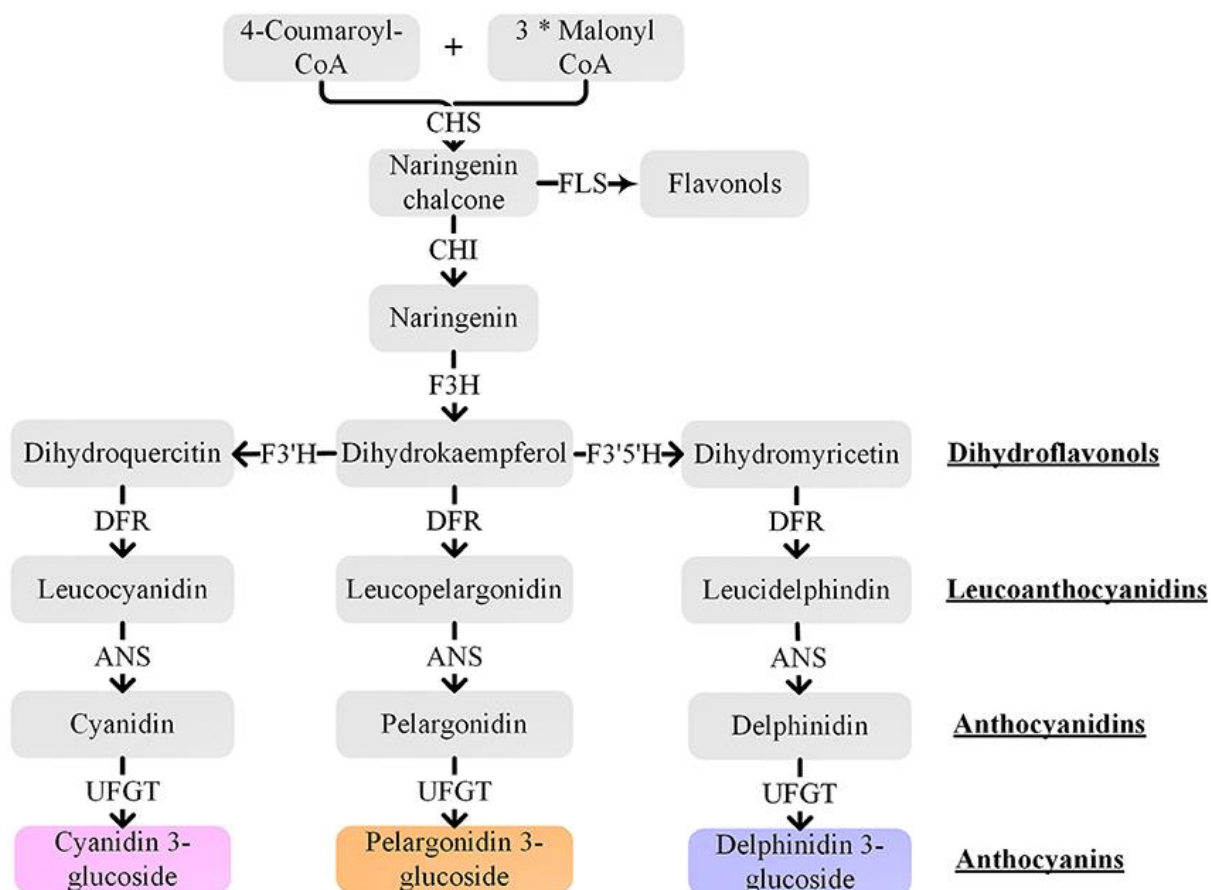 4-Coumaroyl-
CoA
+
3 * Malonyl
CoA
CHS
Naringenin
chalcone
FLS
Flavonols
CHI
Naringenin
F3H
Dihydroquercitin
F3'H
Dihydrokaempferol
F3'5'H
Dihydromyricetin
Dihydroflavonols
DFR
DFR
DFR
Leucocyanidin
Leucopelargonidin
Leucidelphindin
Leucoanthocyanidins
ANS
ANS
ANS
Cyanidin
Pelargonidin
Delphinidin
Anthocyanidins
UFGT
UFGT
UFGT
Cyanidin 3-
glucoside
Pelargonidin 3-
glucoside
Delphinidin 3-
glucoside
Anthocyanins